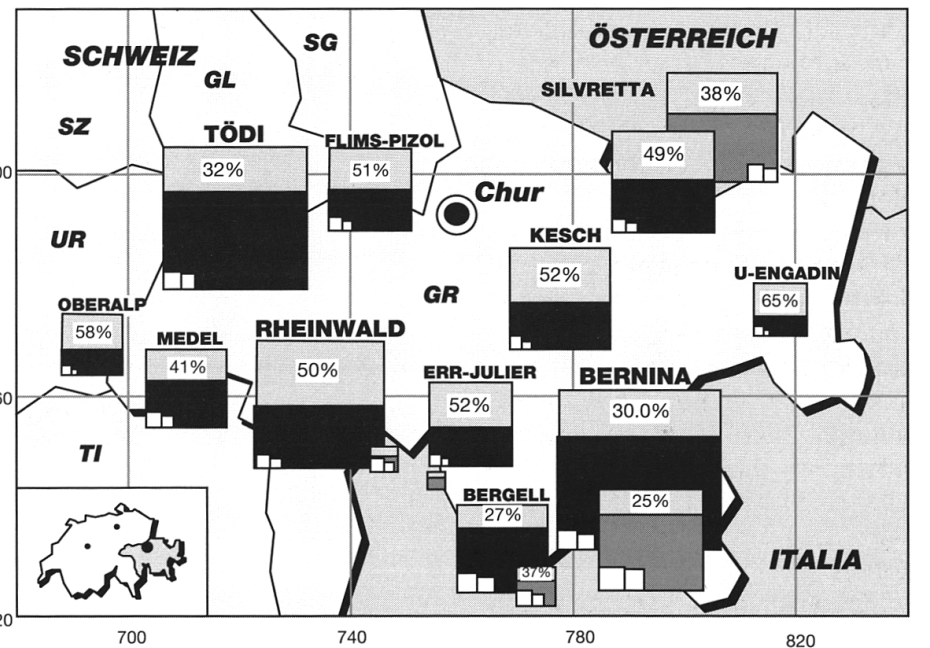 SCHWEIZ
SG
ÖSTERREICH
GL
SILVRETTA
38%
SZ
TÖDI
FLIMS-PIZOL
32%
51%
49%
00
Chur
UR
KESCH
GR
52%
U-ENGADIN
OBERALP
65%
58%
MEDEL
RHEINWALD
41%
50%
ERR-JULIER
BERNINA
52%
30.0%
60
TI
BERGELL
25%
27%
ITALIA
37%
20
700
740
780
820